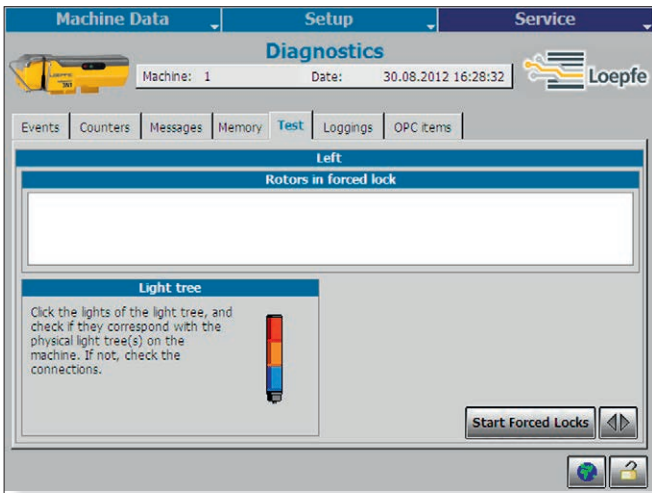 Machine Data Setup Service
Diagnostics
Machine: 1 Date: 30.08.2012 16:28:32
Loepfe
LOEPFE
Events Counters Messages Memory Test Loggings OPC items
Left
Rotors in forced lock
Light tree
Click the lights of the light tree, and
check if they correspond with the
physical light tree(s) on the
machine. If not, check the
connections.
Start Forced Locks